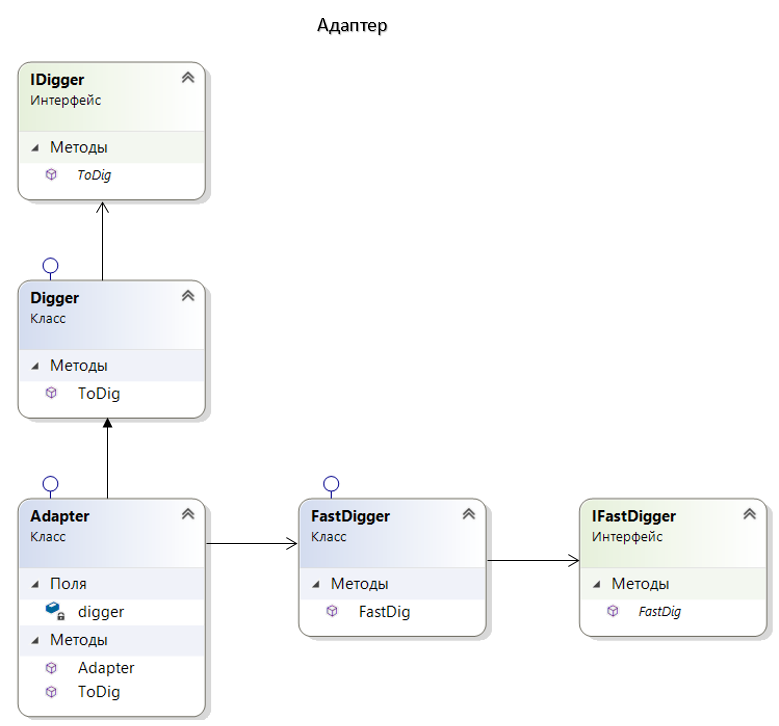 Адаптер
IDigger
Интерфейс
Методы
ToDig
Digger
Класс
Методы
ToDig
Adapter
Класс
Поля
digger
Методы
Adapter
ToDig
FastDigger
Класс
Методы
FastDig
IFastDigger
Интерфейс
Методы
FastDig